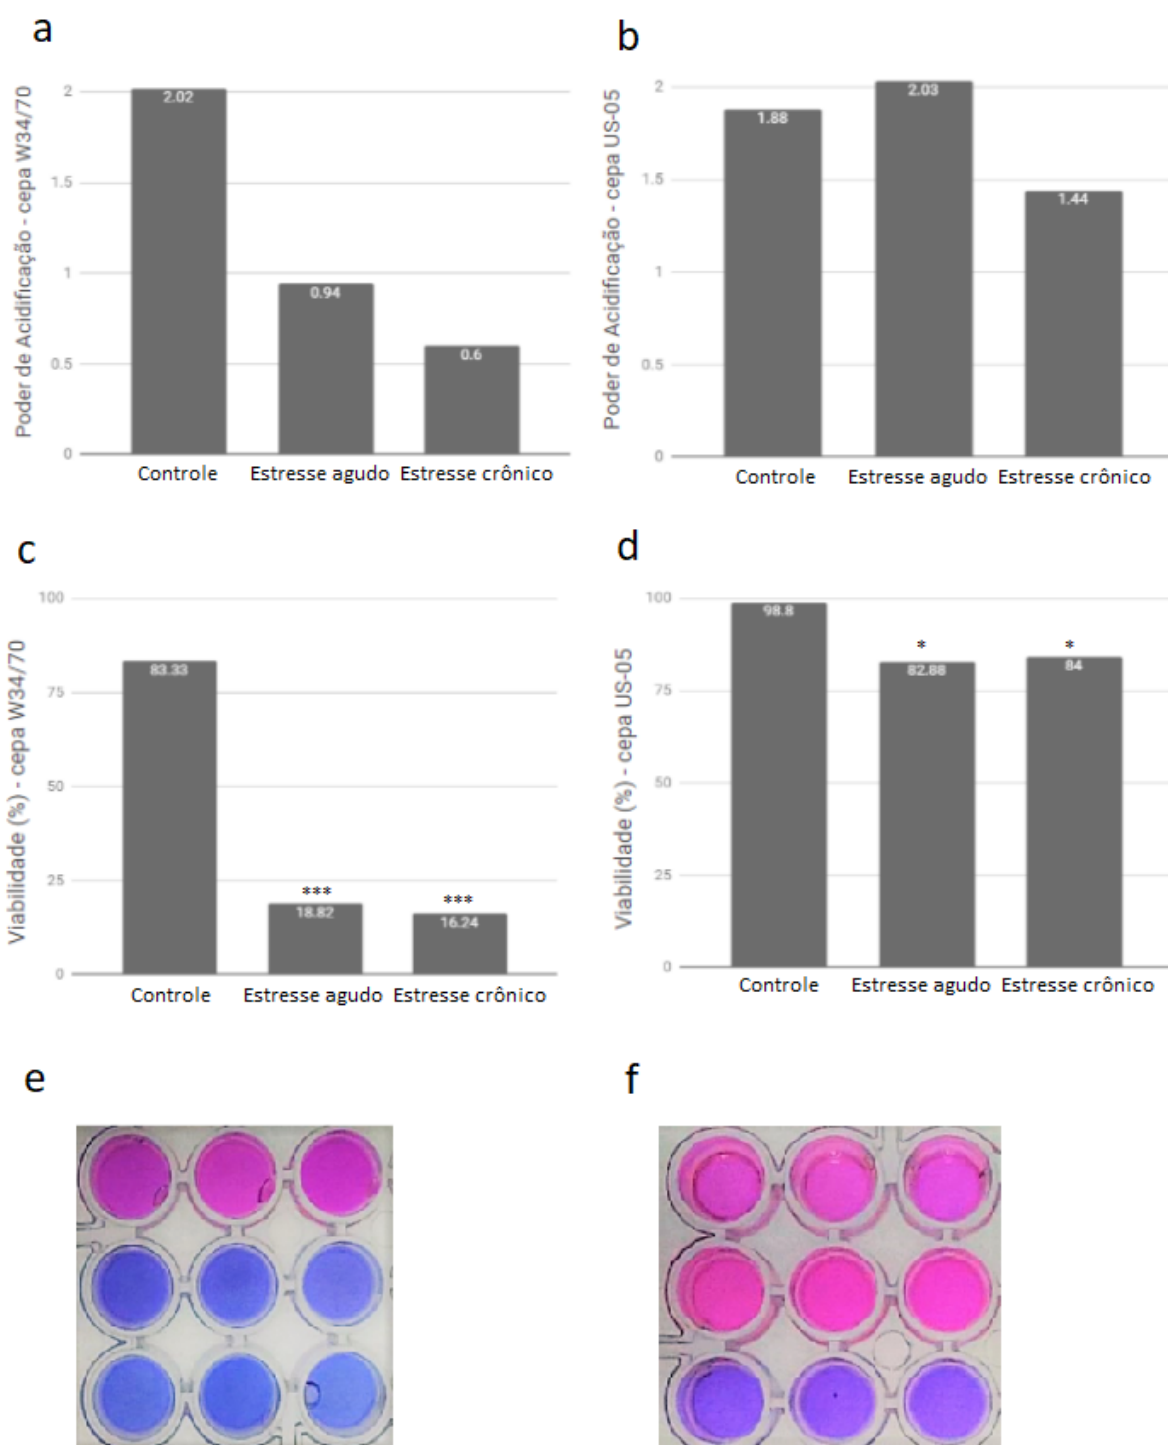 a
Poder de Acidificação - cepa W34/70
2
1.5
1
0.5
0
2.02
0.94
0.6
Controle Estresse agudo Estresse crônico
b
Poder de Acidificação - cepa US-05
2
1.5
1
0.5
0
1.88
2.03
1.44
Controle Estresse agudo Estresse crônico
c
Viabilidade (%) - cepa W34/70
100
75
50
25
0
83.33
***
18.82
***
16.24
Controle Estresse agudo Estresse crônico
d
Viabilidade (%) - cepa US-05
100
75
50
25
0
98.8
*
82.88
*
84
Controle Estresse agudo Estresse crônico
e
f